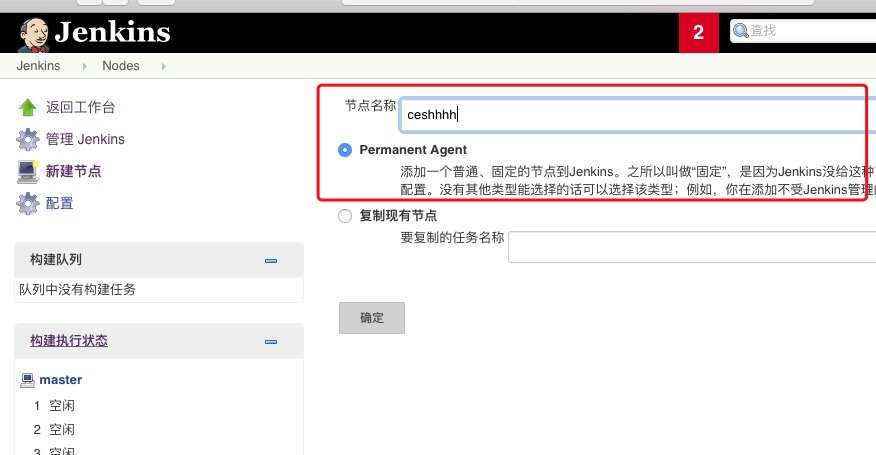 Jenkins
2
查找
Jenkins
Nodes
返回工作台
管理 Jenkins
新建节点
配置
构建队列
队列中没有构建任务
构建执行状态
master
1 空闲
2 空闲
3 空闲
节点名称
ceshhhh
Permanent Agent
添加一个普通、固定的节点到Jenkins。之所以叫做“固定”，是因为Jenkins没给这种
配置。没有其他类型能选择的话可以选择该类型；例如，你在添加不受Jenkins管理的
复制现有节点
要复制的任务名称
确定